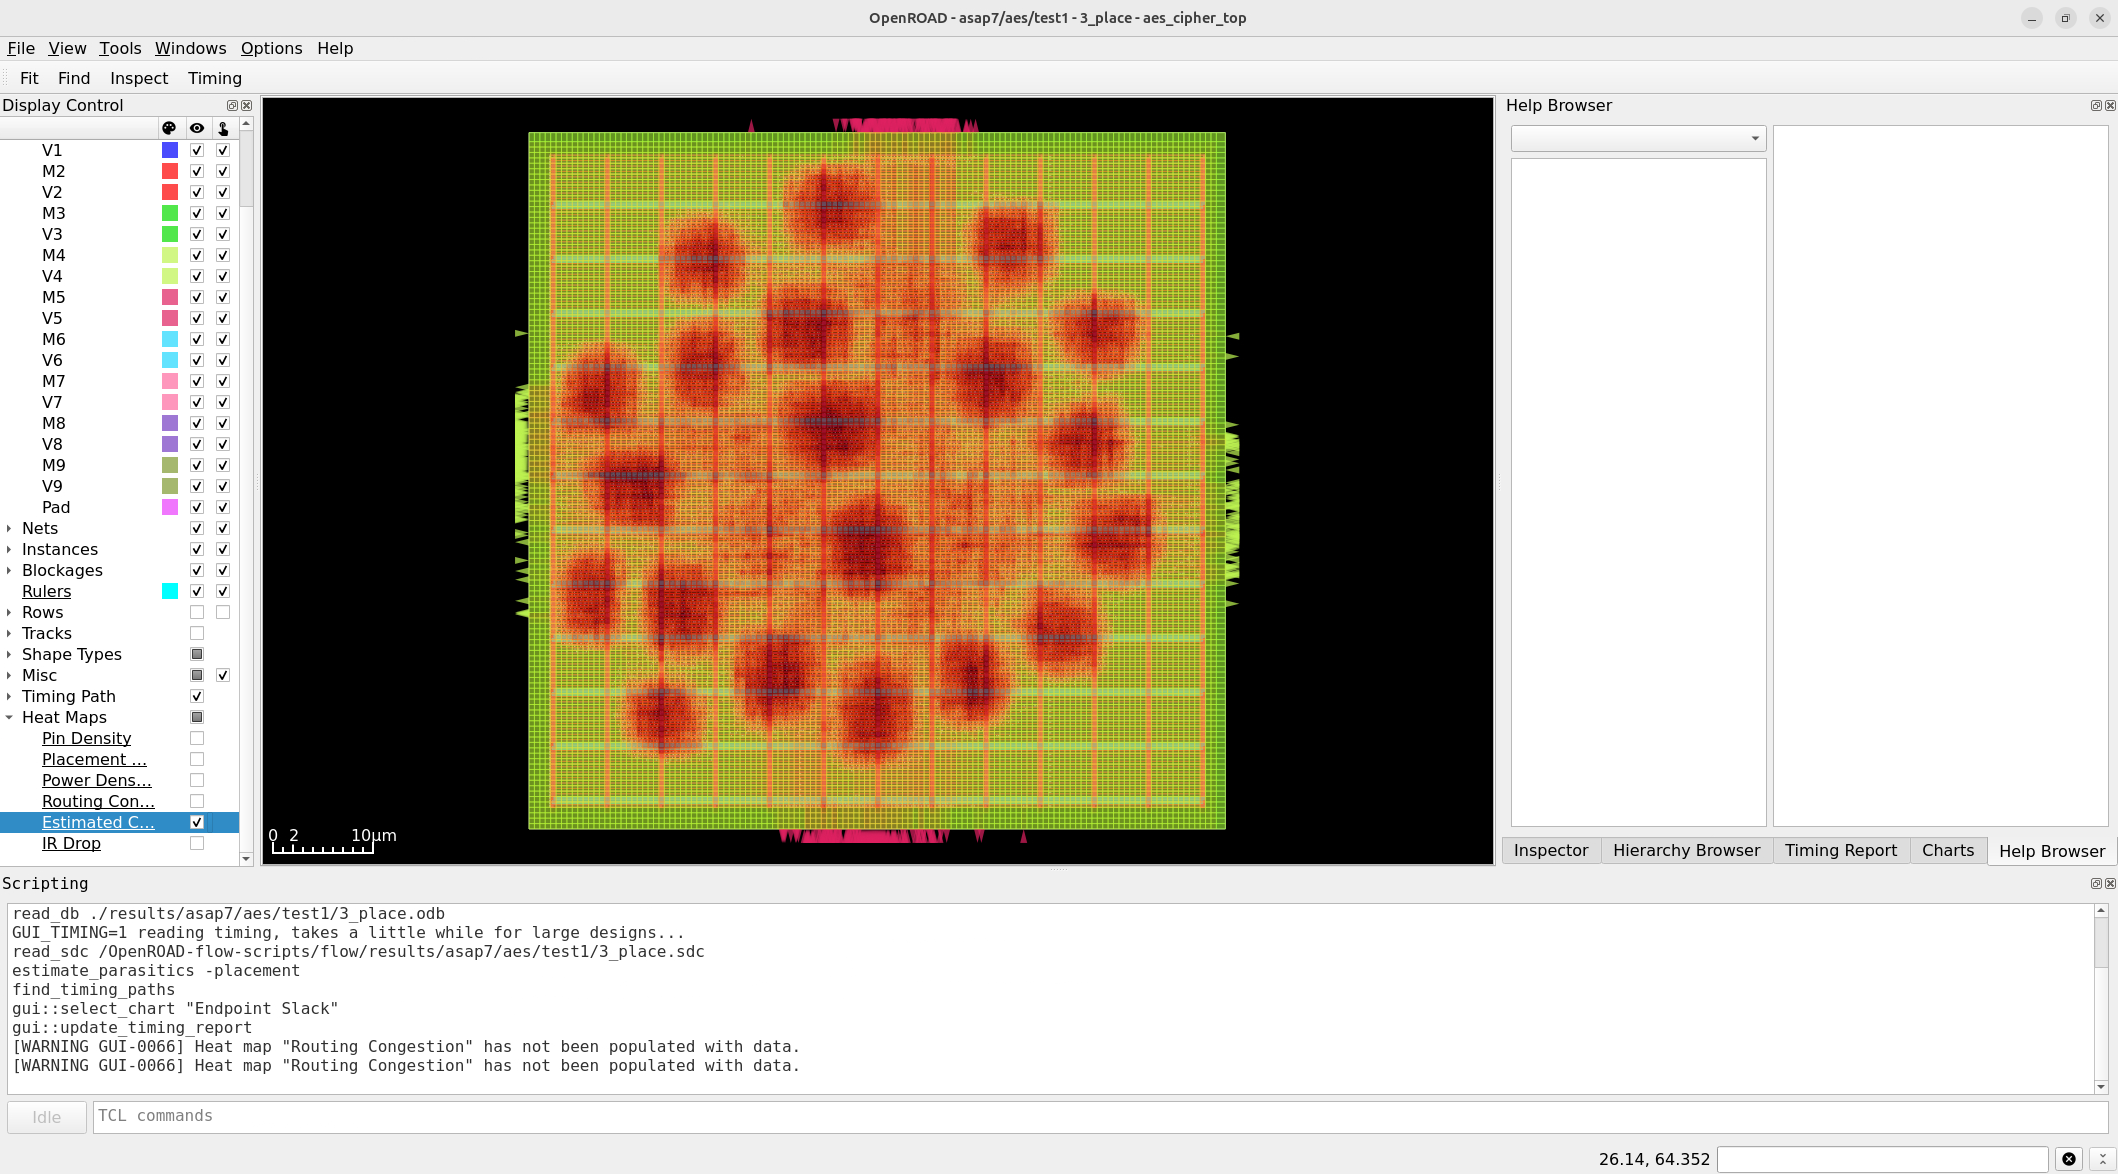 OpenROAD - asap7/aes/test1 - 3_place - aes_cipher_top
File View Tools Windows Options Help
Fit Find Inspect Timing
Display Control
V1
M2
V2
M3
V3
M4
V4
M5
V5
M6
V6
M7
V7
M8
V8
M9
V9
Pad
Nets
Instances
Blockages
Rulers
Rows
Tracks
Shape Types
Misc
Timing Path
Heat Maps
Pin Density
Placement ...
Power Dens...
Routing Con...
Estimated C...
IR Drop
0 2 10μm
Help Browser
Inspector Hierarchy Browser Timing Report Charts Help Browser
Scripting
read_db ./results/asap7/aes/test1/3_place.odb
GUI_TIMING=1 reading timing, takes a little while for large designs...
read_sdc /OpenROAD-flow-scripts/flow/results/asap7/aes/test1/3_place.sdc
estimate_parasitics -placement
find_timing_paths
gui::select_chart "Endpoint Slack"
gui::update_timing_report
[WARNING GUI-0066] Heat map "Routing Congestion" has not been populated with data.
[WARNING GUI-0066] Heat map "Routing Congestion" has not been populated with data.
Idle TCL commands
26.14, 64.352